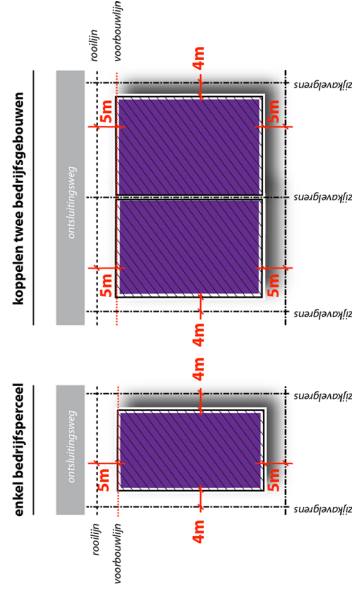 koppelen twee bedrijfsgebouwen
ontsluitingsweg
rooilijn
voorbouwlijn
5m
5m
4m
4m
5m
5m
zijkavelgrens
zijkavelgrens
zijkavelgrens
enkel bedrijfsperceel
ontsluitingsweg
rooilijn
voorbouwlijn
5m
4m
4m
5m
zijkavelgrens
zijkavelgrens